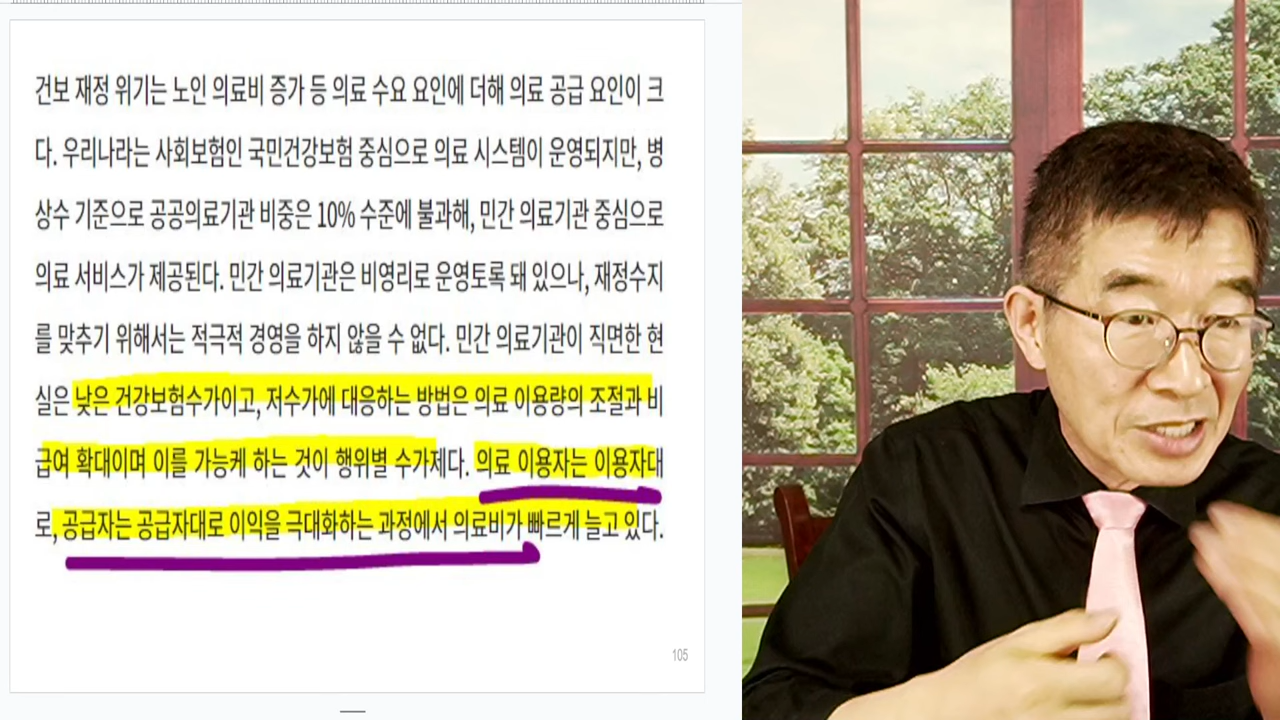 건보 재정 위기는 노인 의료비 증가 등 의료 수요 요인에 더해 의료 공급 요인이 크
다. 우리나라는 사회보험인 국민건강보험 중심으로 의료 시스템이 운영되지만, 병
상수 기준으로 공공의료기관 비중은 10% 수준에 불과해, 민간 의료기관 중심으로
의료 서비스가 제공된다. 민간 의료기관은 비영리로 운영토록 돼 있으나, 재정수지
를 맞추기 위해서는 적극적 경영을 하지 않을 수 없다. 민간 의료기관이 직면한 현
실은 낮은 건강보험수가이고, 저수가에 대응하는 방법은 의료 이용량의 조절과 비
급여 확대이며 이를 가능케 하는 것이 행위별 수가제다. 의료 이용자는 이용자대
로, 공급자는 공급자대로 이익을 극대화하는 과정에서 의료비가 빠르게 늘고 있다.
105